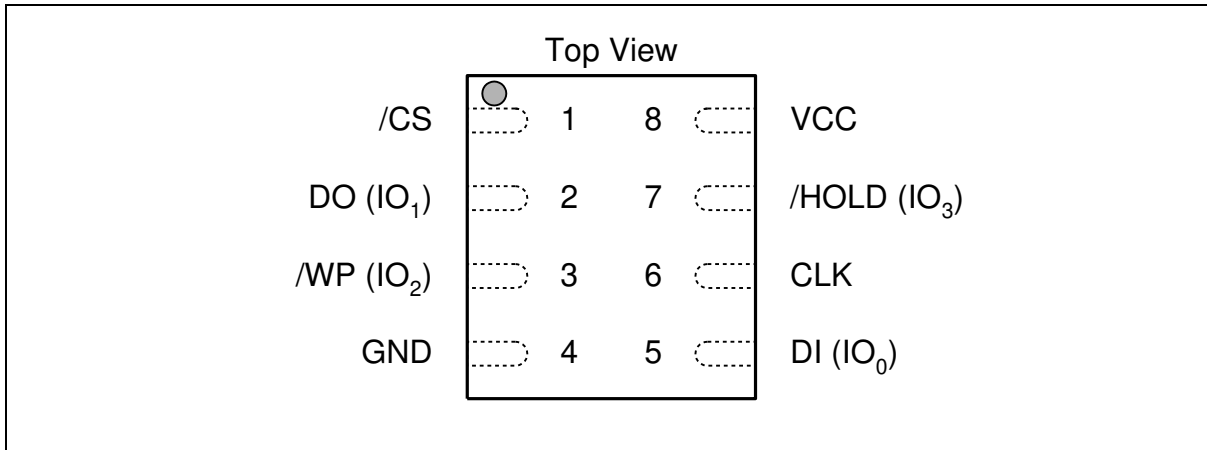 Top View
/CS 1 8 VCC
DO (IO₁) 2 7 /HOLD (IO₃)
/WP (IO₂) 3 6 CLK
GND 4 5 DI (IO₀)